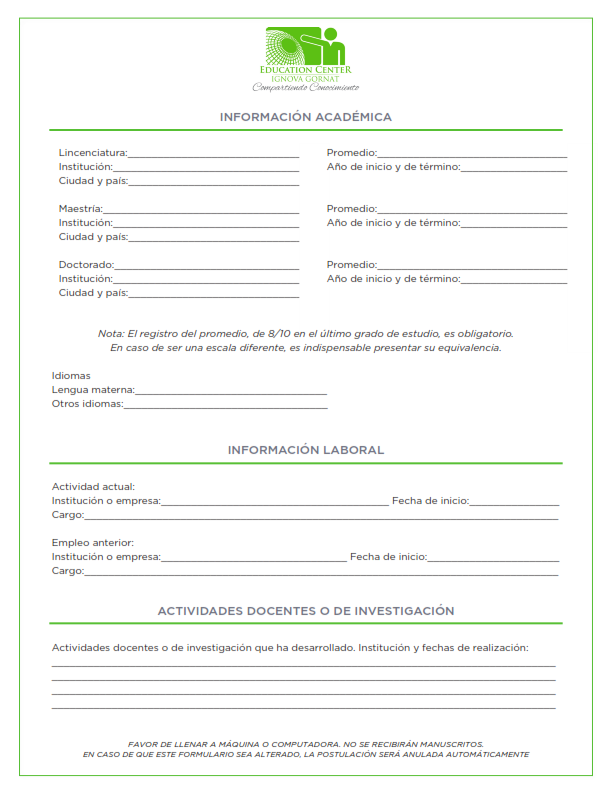 EDUCATION CENTER
IGNOVA GORNAT
Compartiendo Conocimiento
INFORMACIÓN ACADÉMICA
Lincenciatura:
Promedio:
Institución:
Año de inicio y de término:
Ciudad y país:
Maestría:
Promedio:
Institución:
Año de inicio y de término:
Ciudad y país:
Doctorado:
Promedio:
Institución:
Año de inicio y de término:
Ciudad y país:
Nota: El registro del promedio, de 8/10 en el último grado de estudio, es obligatorio.
En caso de ser una escala diferente, es indispensable presentar su equivalencia.
Idiomas
Lengua materna:
Otros idiomas:
INFORMACIÓN LABORAL
Actividad actual:
Institución o empresa: Fecha de inicio:
Cargo:
Empleo anterior:
Institución o empresa: Fecha de inicio:
Cargo:
ACTIVIDADES DOCENTES O DE INVESTIGACIÓN
Actividades docentes o de investigación que ha desarrollado. Institución y fechas de realización:
FAVOR DE LLENAR A MÁQUINA O COMPUTADORA. NO SE RECIBIRÁN MANUSCRITOS.
EN CASO DE QUE ESTE FORMULARIO SEA ALTERADO, LA POSTULACIÓN SERÁ ANULADA AUTOMÁTICAMENTE